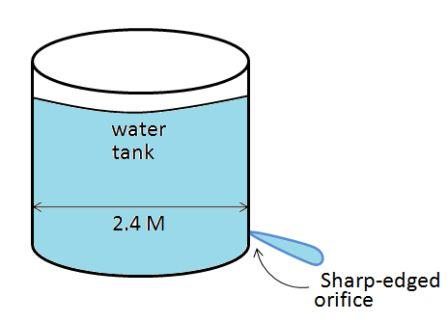 water
tank
2.4 M
Sharp-edged
orifice